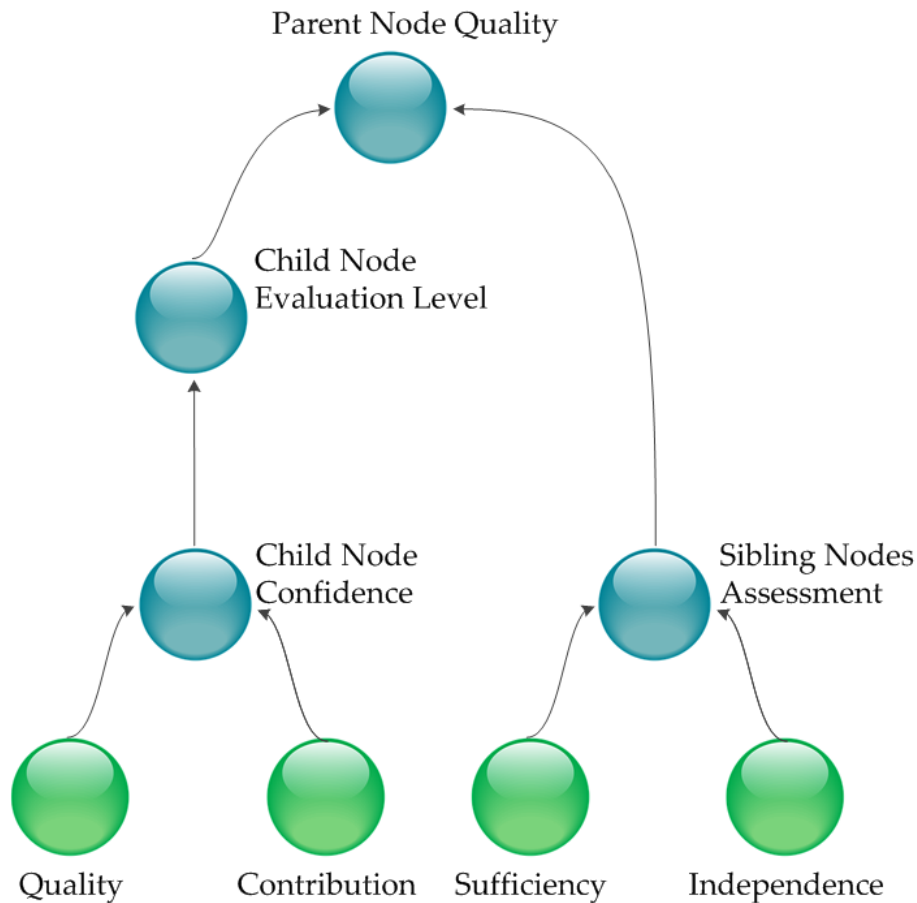 Parent Node Quality
Child Node
Evaluation Level
Child Node
Confidence
Sibling Nodes
Assessment
Quality
Contribution
Sufficiency
Independence